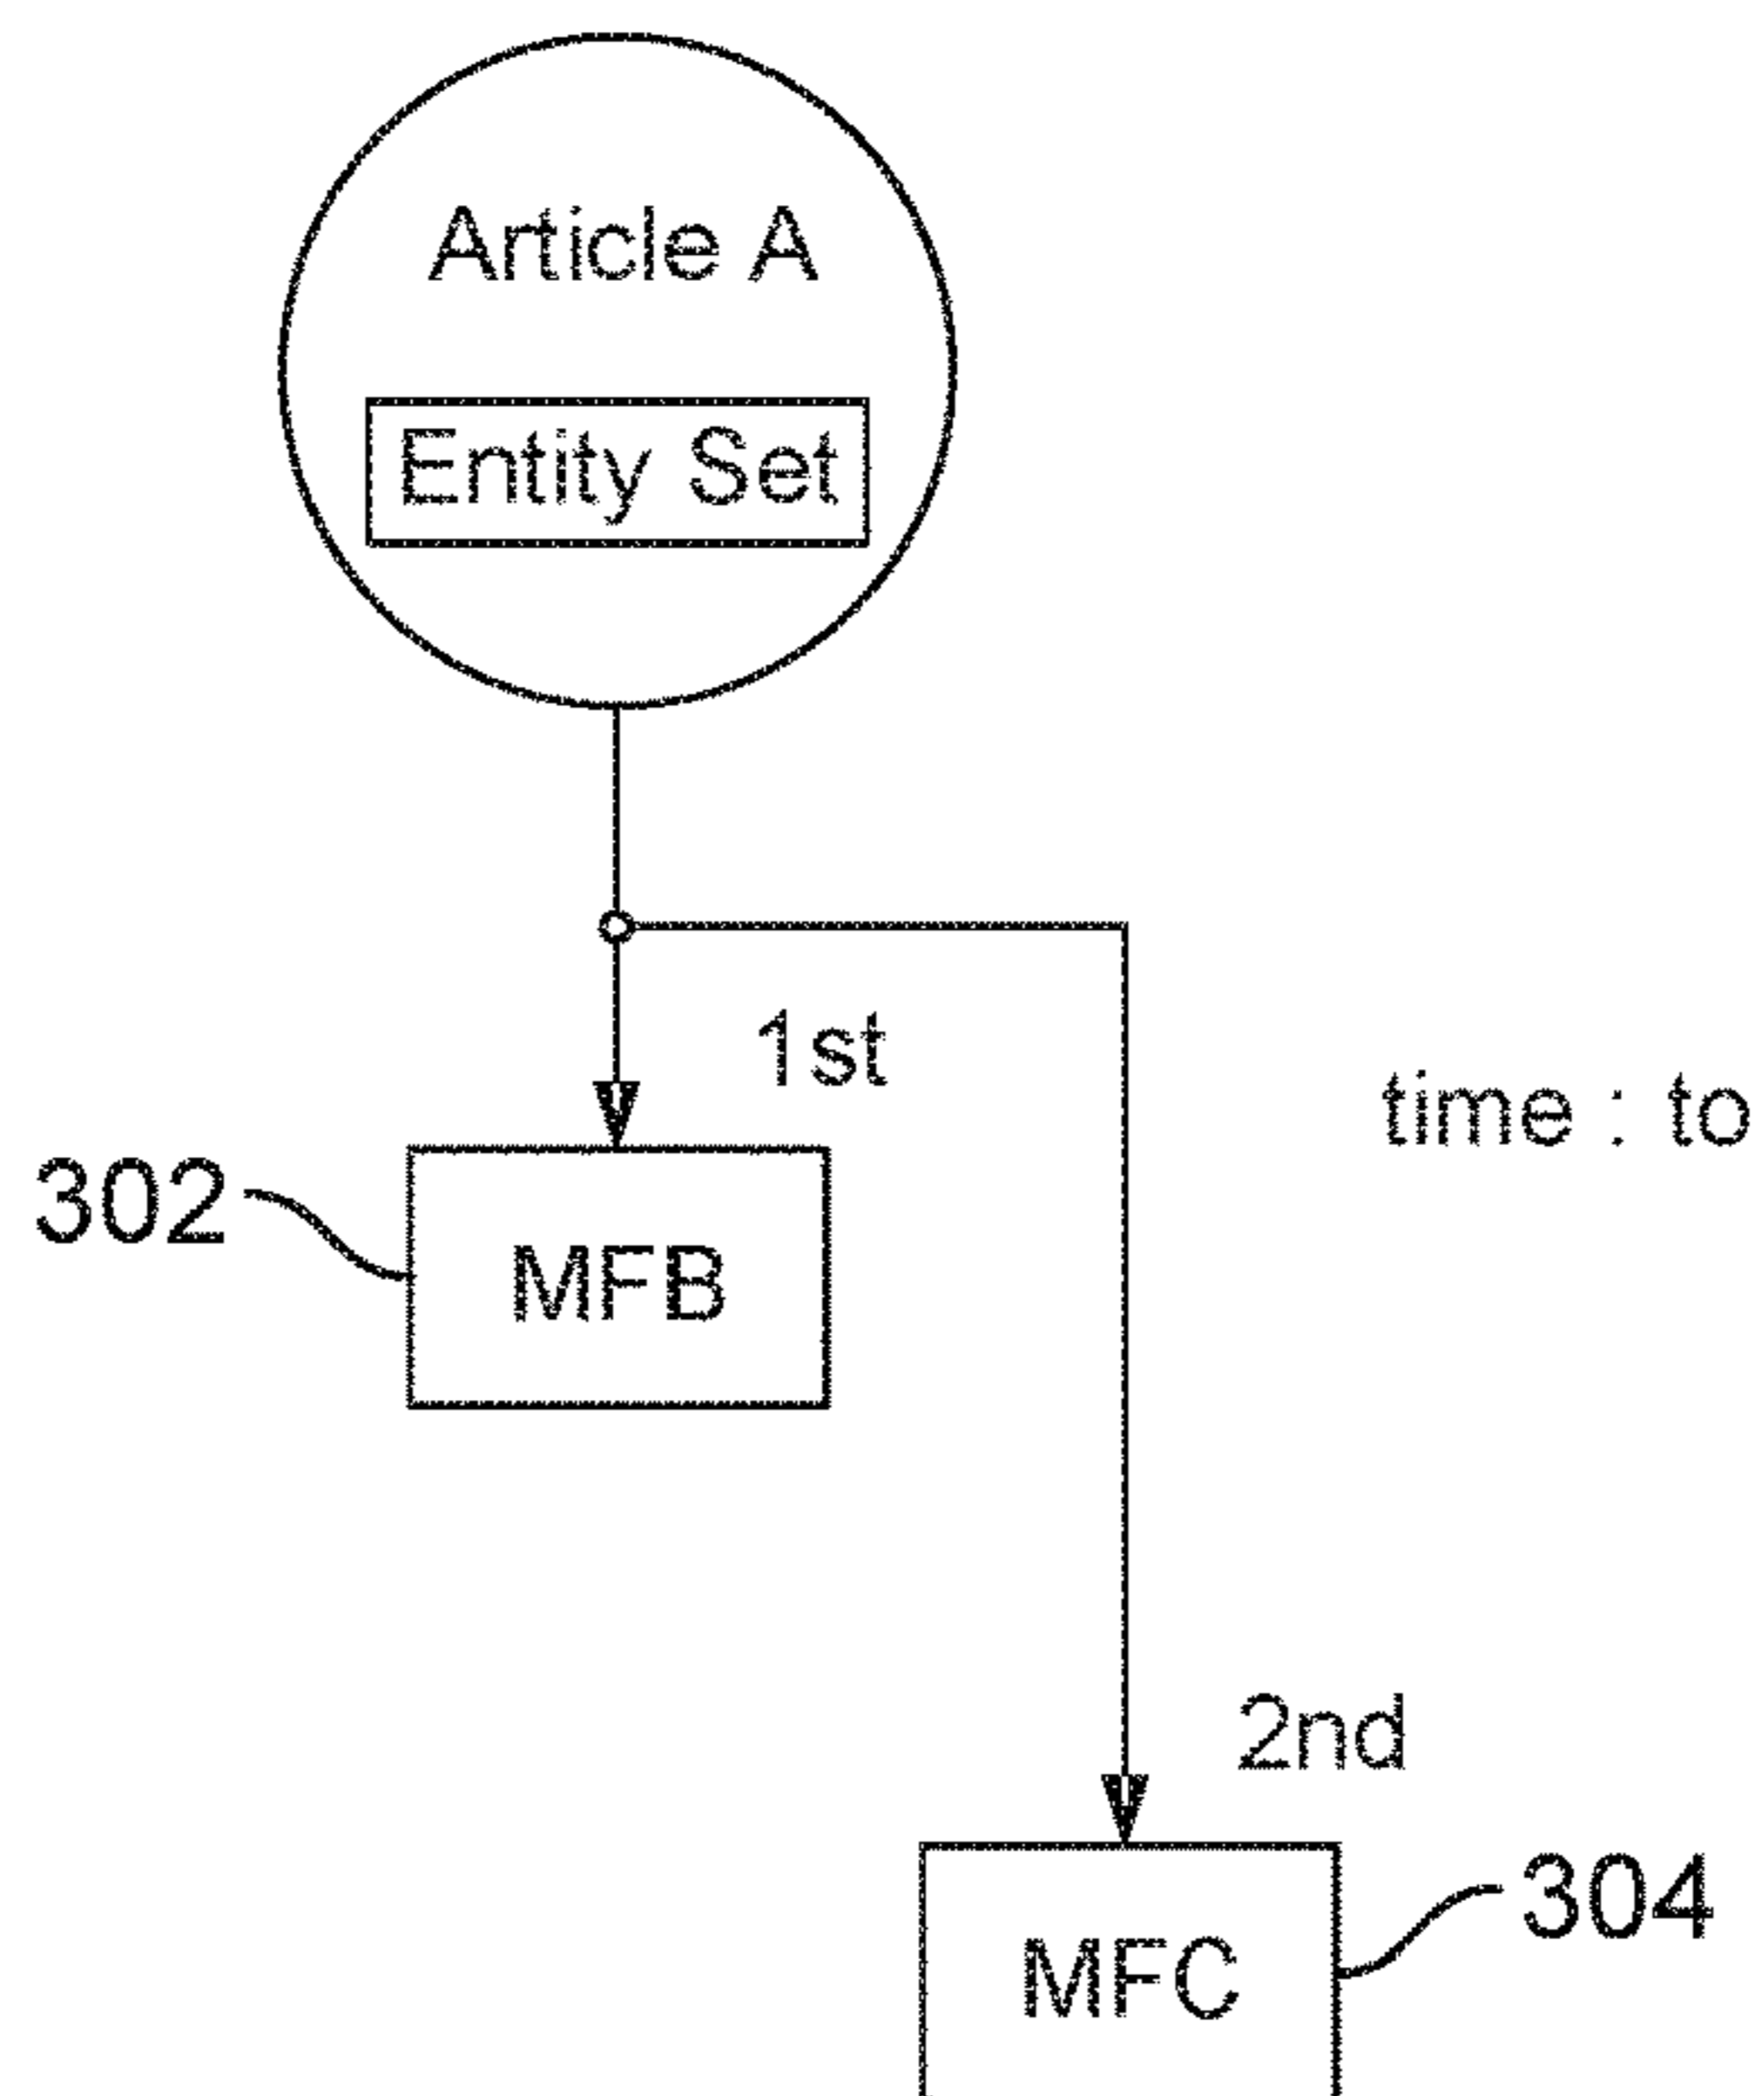 Article A
Entity Set
1st
time : to
302
MFB
2nd
304
MFC